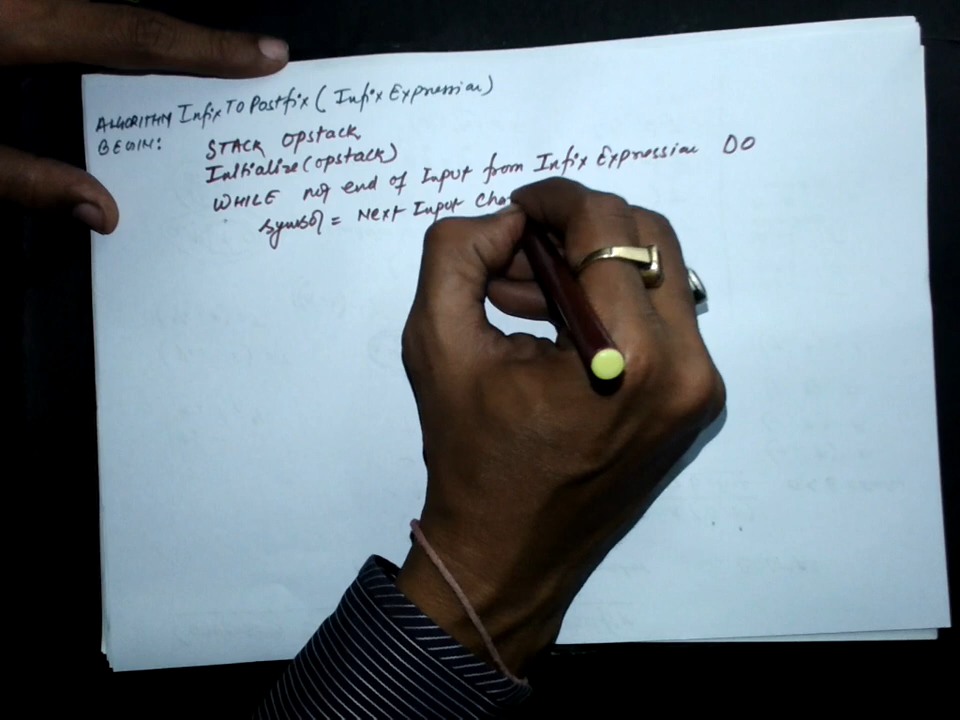 ALGORITHM Infix TO Postfix ( Infix Expression)
BEGIN:
STACK opstack
Initialize (opstack)
WHILE not end of Input from Infix Expression DO
symbol = Next Input Cha